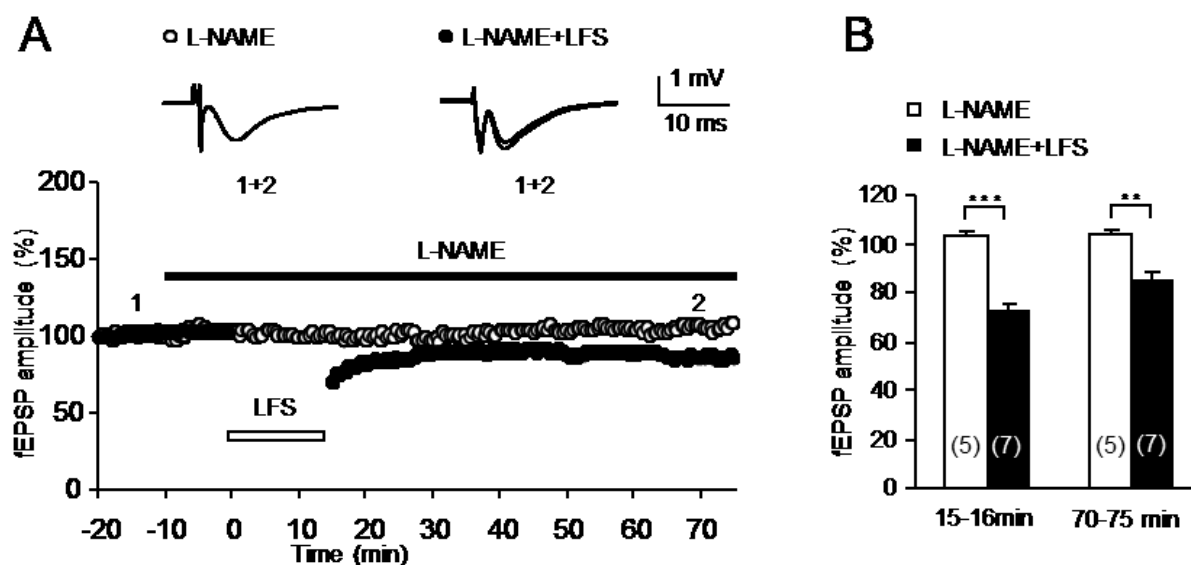 A
L-NAME
L-NAME+LFS
1 mV
10 ms
1+2
1+2
fEPSP amplitude (%)
200
150
100
50
0
L-NAME
1
2
LFS
-20
-10
0
10
20
30
40
50
60
70
Time (min)
B
L-NAME
L-NAME+LFS
fEPSP amplitude (%)
120
100
80
60
40
20
0
***
**
(5)
(7)
(5)
(7)
15-16min
70-75 min